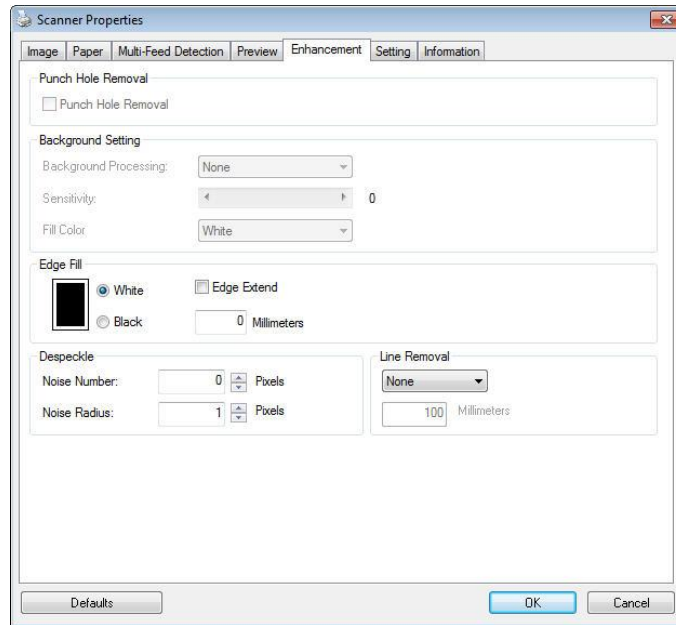 Scanner Properties
Image Paper Multi-Feed Detection Preview Enhancement Setting Information
Punch Hole Removal
Punch Hole Removal
Background Setting
Background Processing: None
Sensitivity: 0
Fill Color White
Edge Fill
White Edge Extend
Black 0 Millimeters
Despeckle Line Removal
Noise Number: 0 Pixels None
Noise Radius: 1 Pixels 100 Millimeters
Defaults OK Cancel